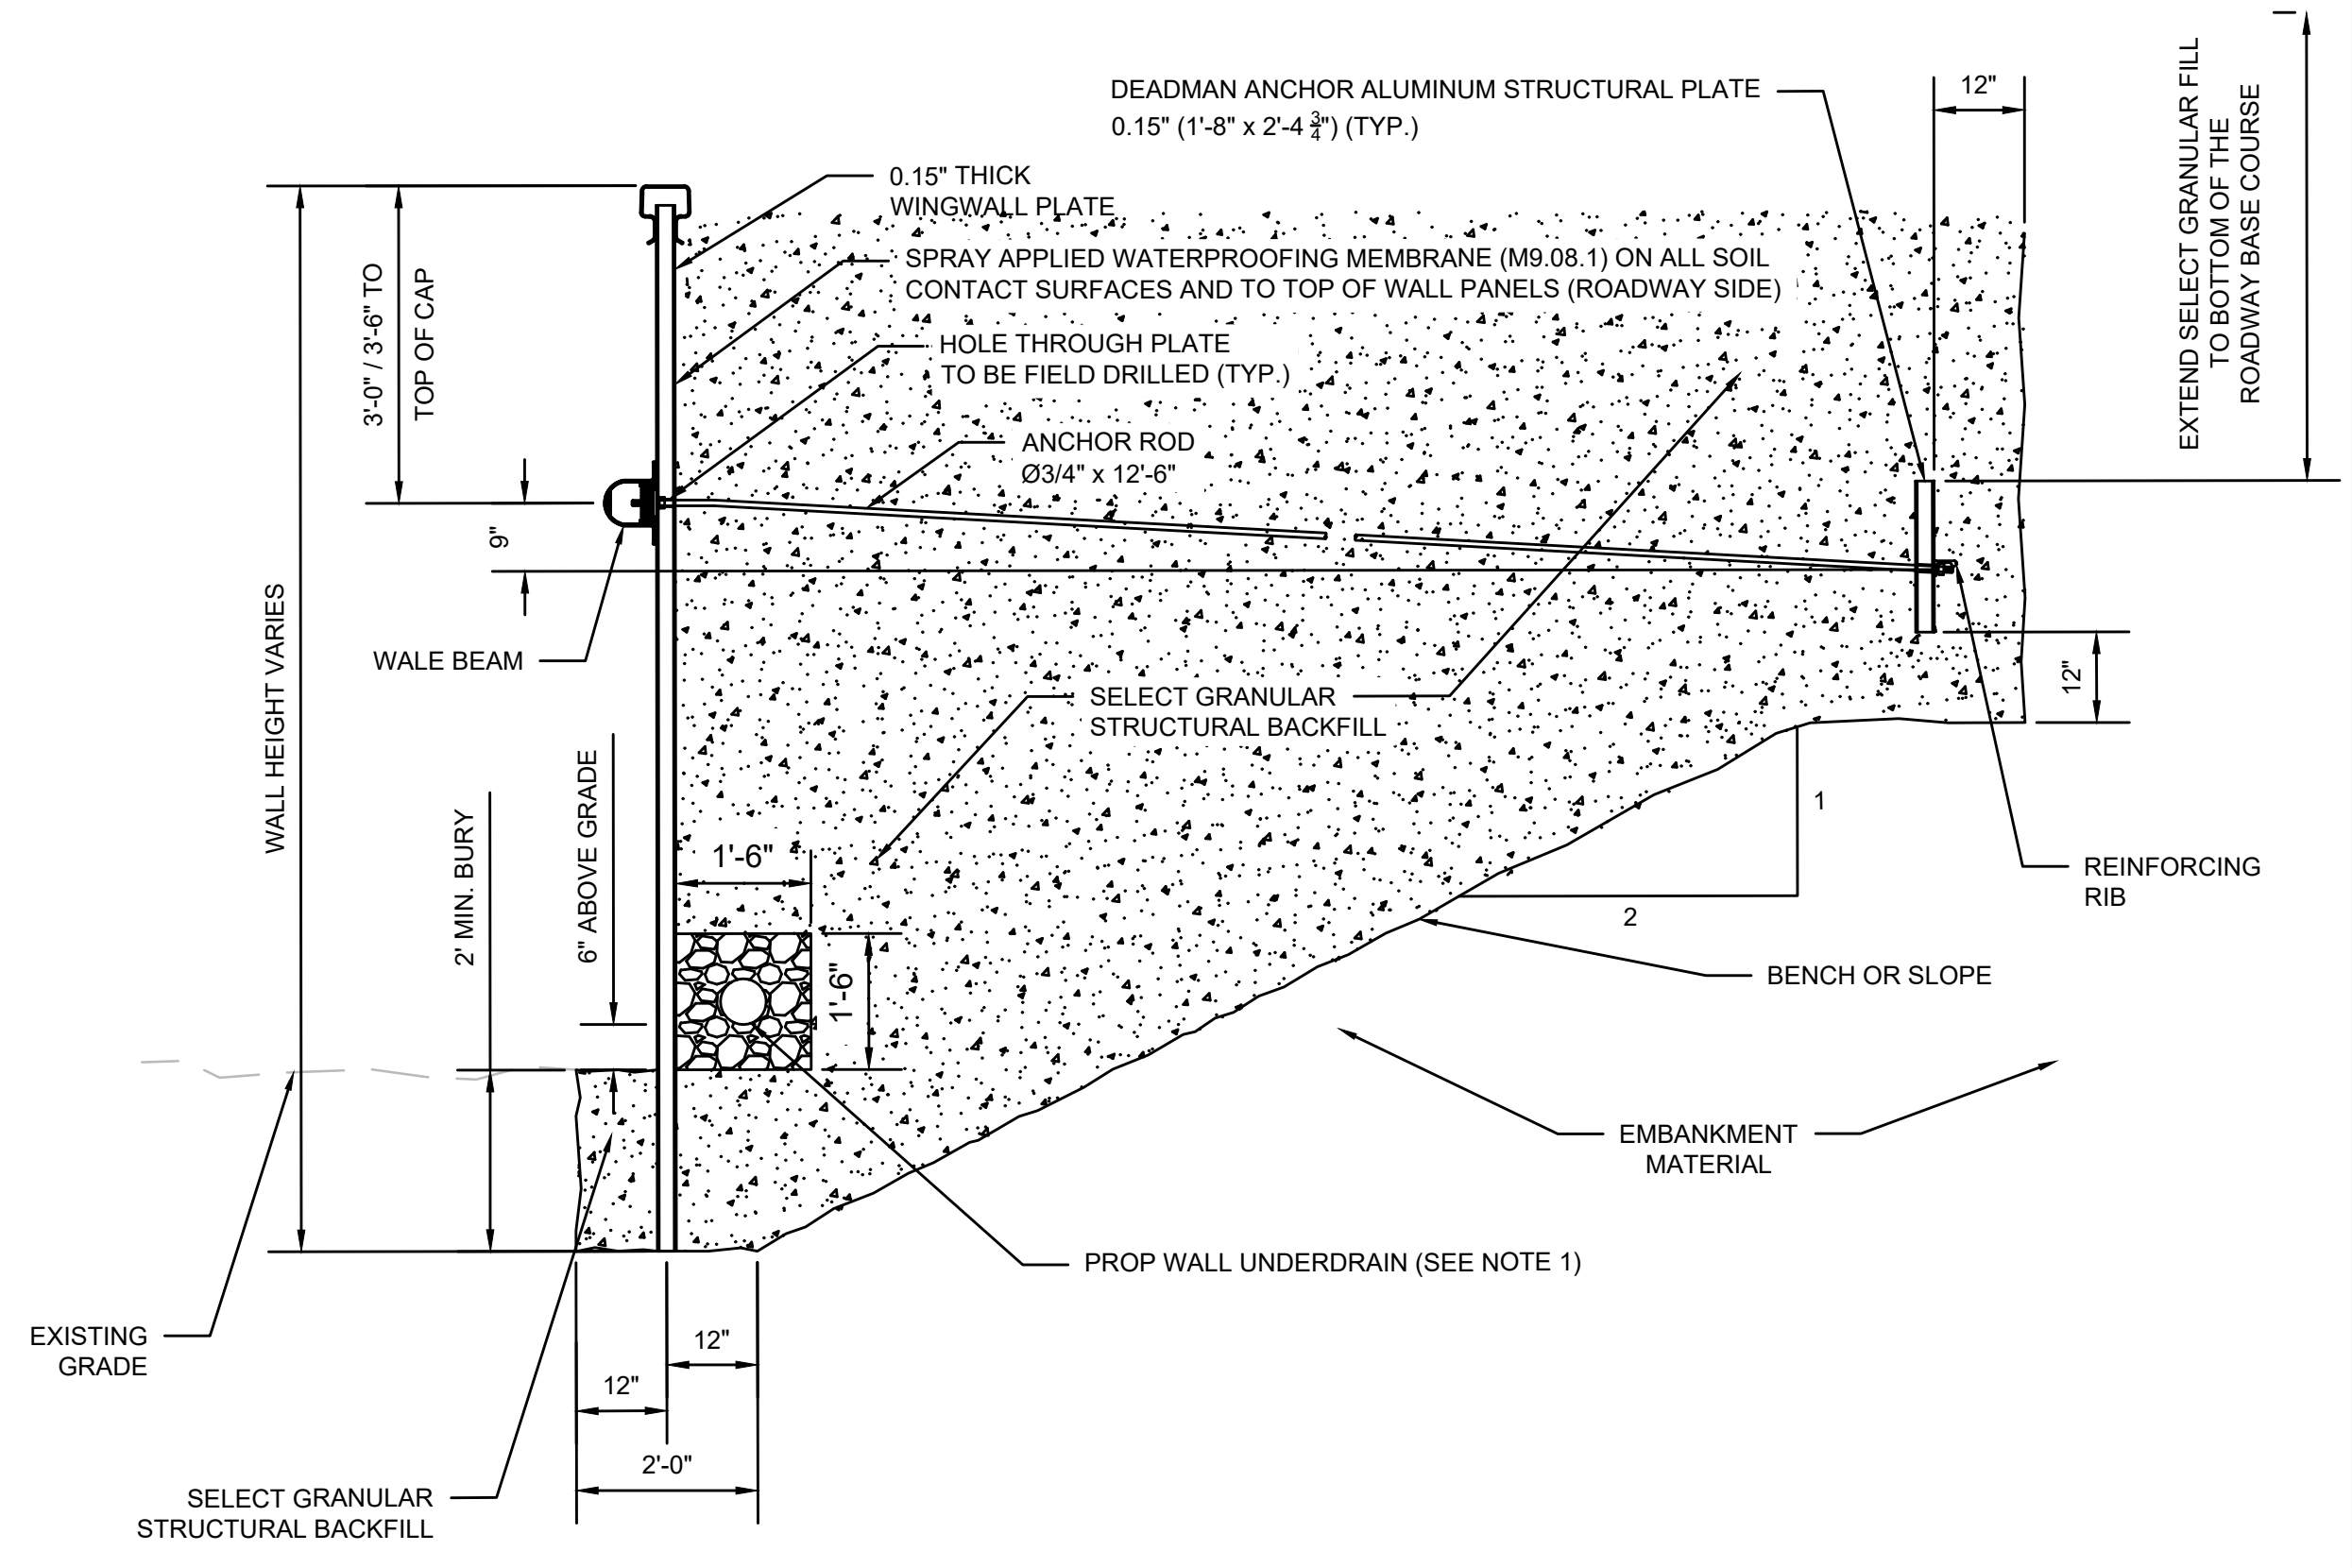 DEADMAN ANCHOR ALUMINUM STRUCTURAL PLATE
0.15" (1'-8" x 2'-4 3/4") (TYP.)
12"
EXTEND SELECT GRANULAR FILL
TO BOTTOM OF THE
ROADWAY BASE COURSE
0.15" THICK
WINGWALL PLATE
SPRAY APPLIED WATERPROOFING MEMBRANE (M9.08.1) ON ALL SOIL
CONTACT SURFACES AND TO TOP OF WALL PANELS (ROADWAY SIDE)
3'-0" / 3'-6" TO
TOP OF CAP
HOLE THROUGH PLATE
TO BE FIELD DRILLED (TYP.)
ANCHOR ROD
Ø3/4" x 12'-6"
9"
WALL HEIGHT VARIES
WALE BEAM
12"
SELECT GRANULAR
STRUCTURAL BACKFILL
1
2
2' MIN. BURY
6" ABOVE GRADE
1'-6"
1'-6"
REINFORCING
RIB
BENCH OR SLOPE
EMBANKMENT
MATERIAL
PROP WALL UNDERDRAIN (SEE NOTE 1)
EXISTING
GRADE
12"
12"
2'-0"
SELECT GRANULAR
STRUCTURAL BACKFILL